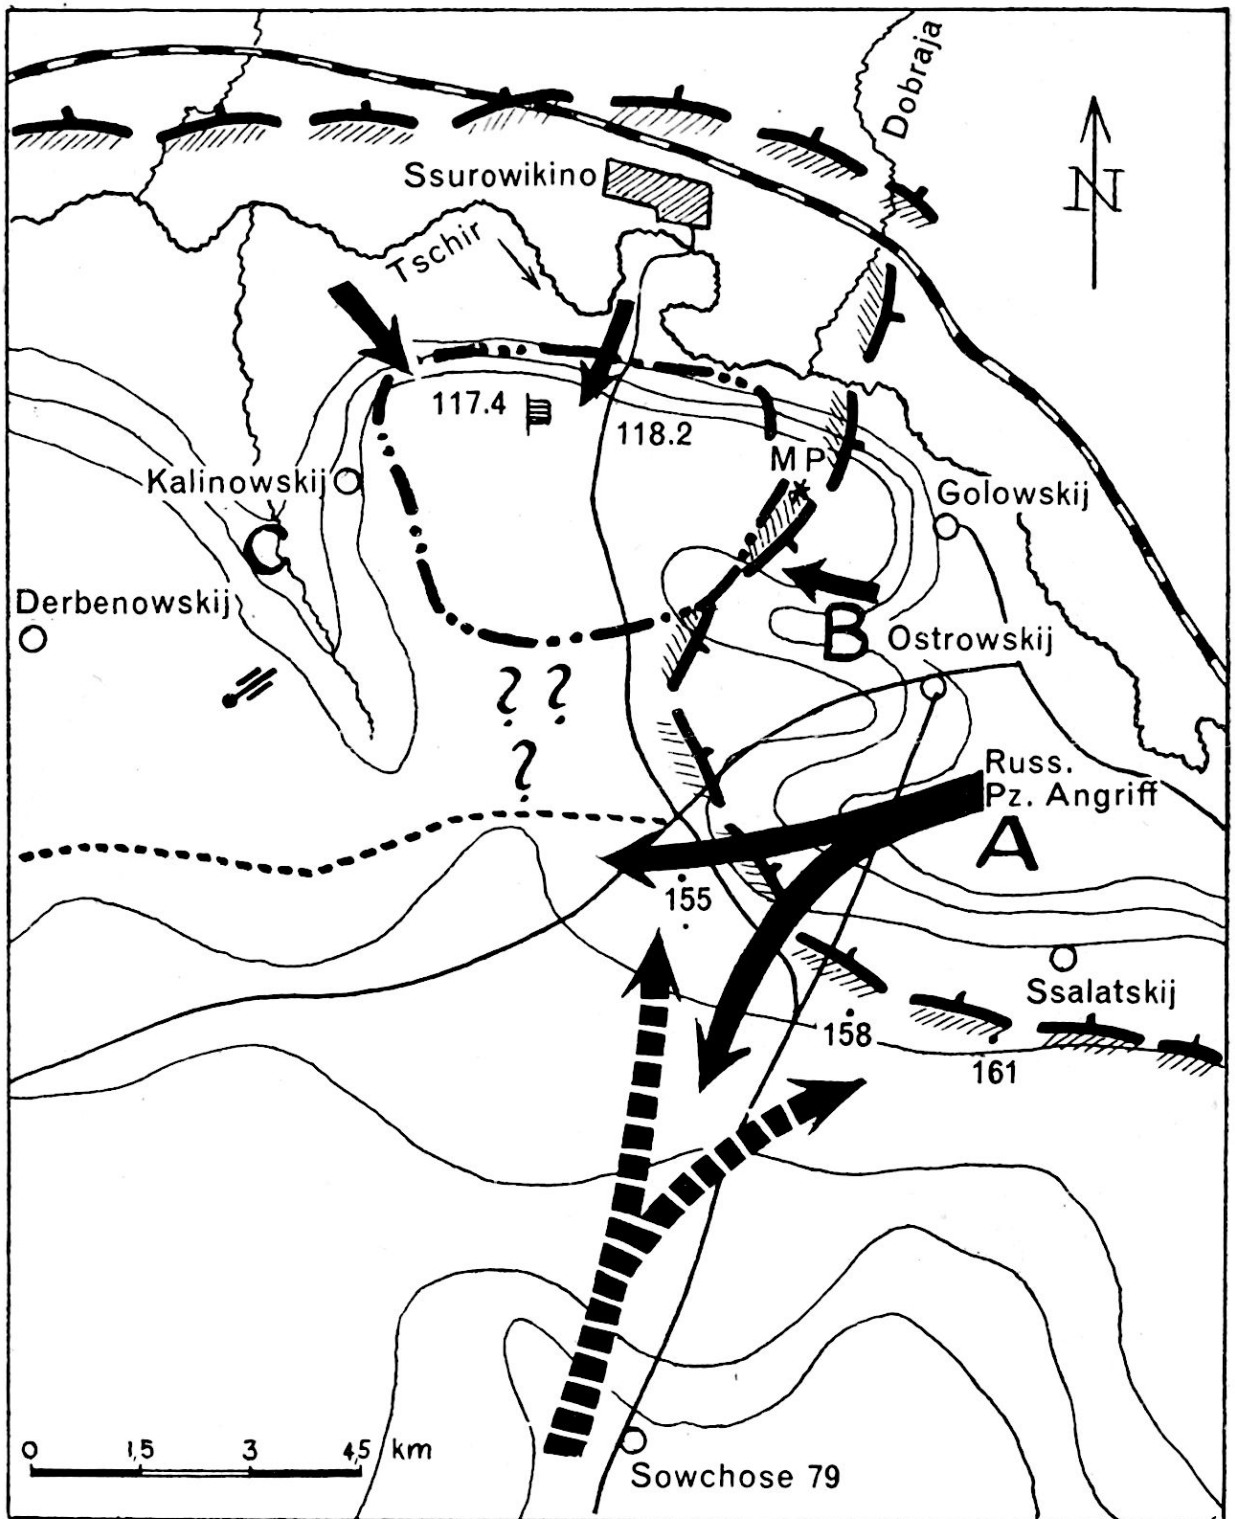 Dobraja
N
Ssurowikino
Tschir
117.4
118.2
M P
Kalinowskij
Golowskij
Derbenowskij
B
Ostrowskij
? ?
?
Russ.
Pz. Angriff
A
155
Ssalatskij
158
161
0 1,5 3 4,5 km
Sowchose 79